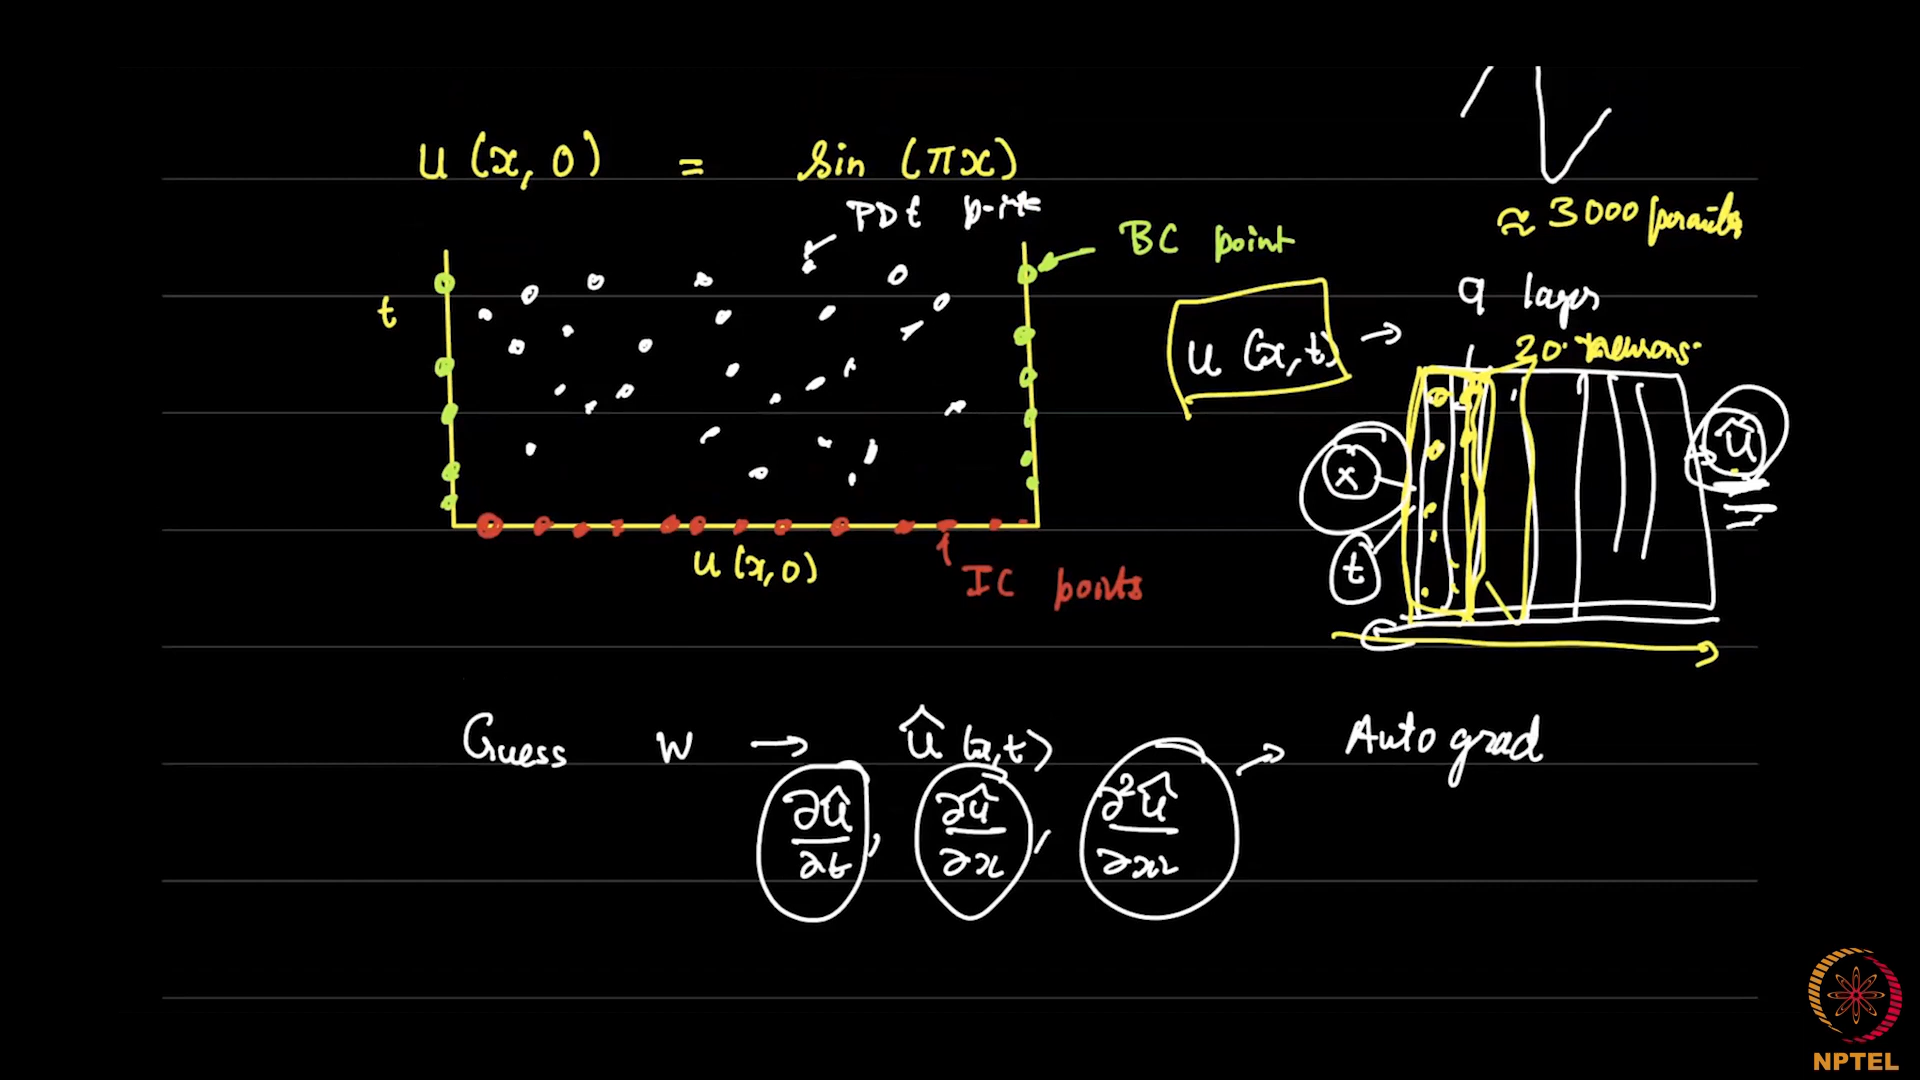 u (x, 0) = sin (πx)
PDE
BC point
≈ 3000
9 layers
20 neurons
t
u (x, t) →
x
t
û
u (x, 0)
IC points
Guess w → û (x, t) → Autograd
∂û/∂t, ∂û/∂x, ∂²û/∂x²
NPTEL